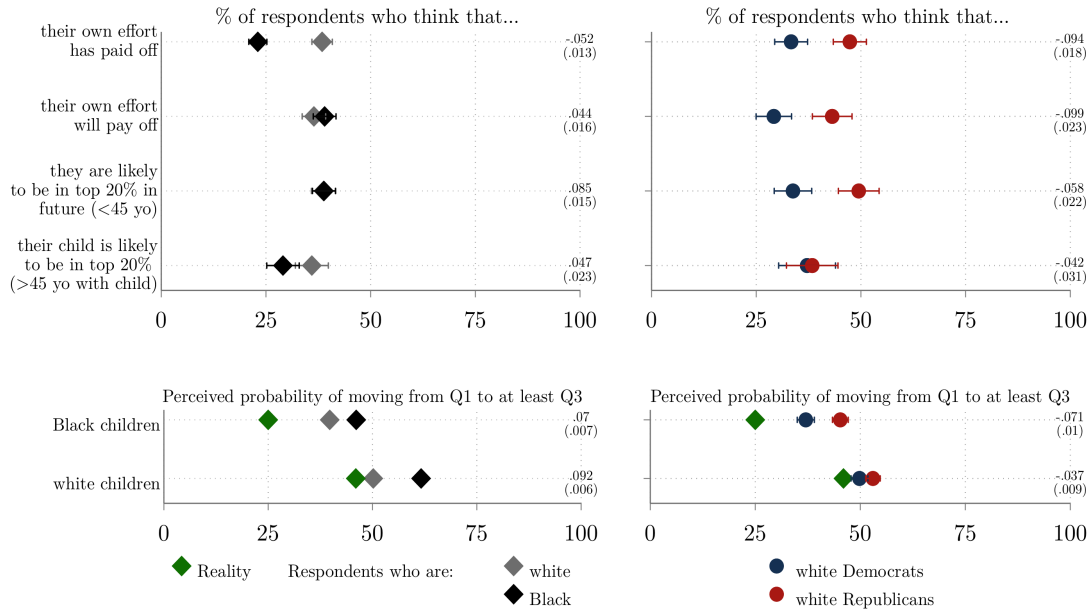 % of respondents who think that...
their own effort
has paid off
-.052
(.013)
their own effort
will pay off
.044
(.016)
they are likely
to be in top 20% in
future (<45 yo)
.085
(.015)
their child is likely
to be in top 20%
(>45 yo with child)
.047
(.023)
0 25 50 75 100
% of respondents who think that...
-.094
(.018)
-.099
(.023)
-.058
(.022)
-.042
(.031)
0 25 50 75 100
Perceived probability of moving from Q1 to at least Q3
Black children
.07
(.007)
white children
.092
(.006)
0 25 50 75 100
Perceived probability of moving from Q1 to at least Q3
-.071
(.01)
-.037
(.009)
0 25 50 75 100
Reality Respondents who are: white
Black
white Democrats
white Republicans